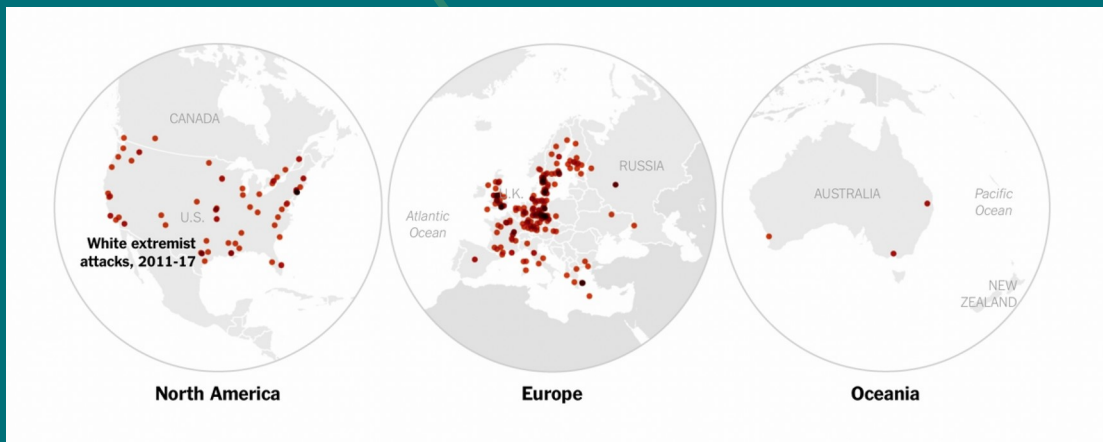 CANADA
U.S.
White extremist
attacks, 2011-17
North America
U.K.
RUSSIA
Atlantic
Ocean
Europe
AUSTRALIA
Pacific
Ocean
NEW
ZEALAND
Oceania